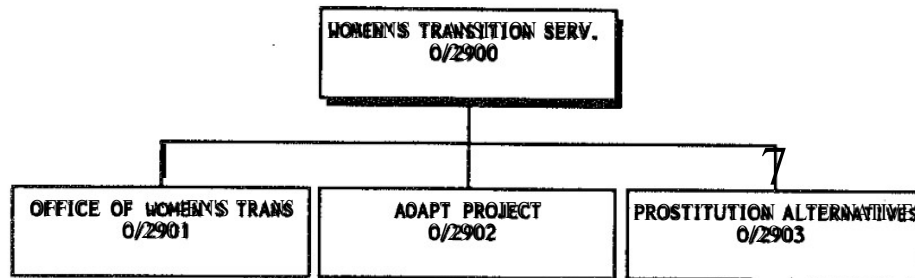 WOMEN'S TRANSITION SERV.
0/2900
OFFICE OF WOMEN'S TRANS
0/2901
ADAPT PROJECT
0/2902
PROSTITUTION ALTERNATIVES
0/2903